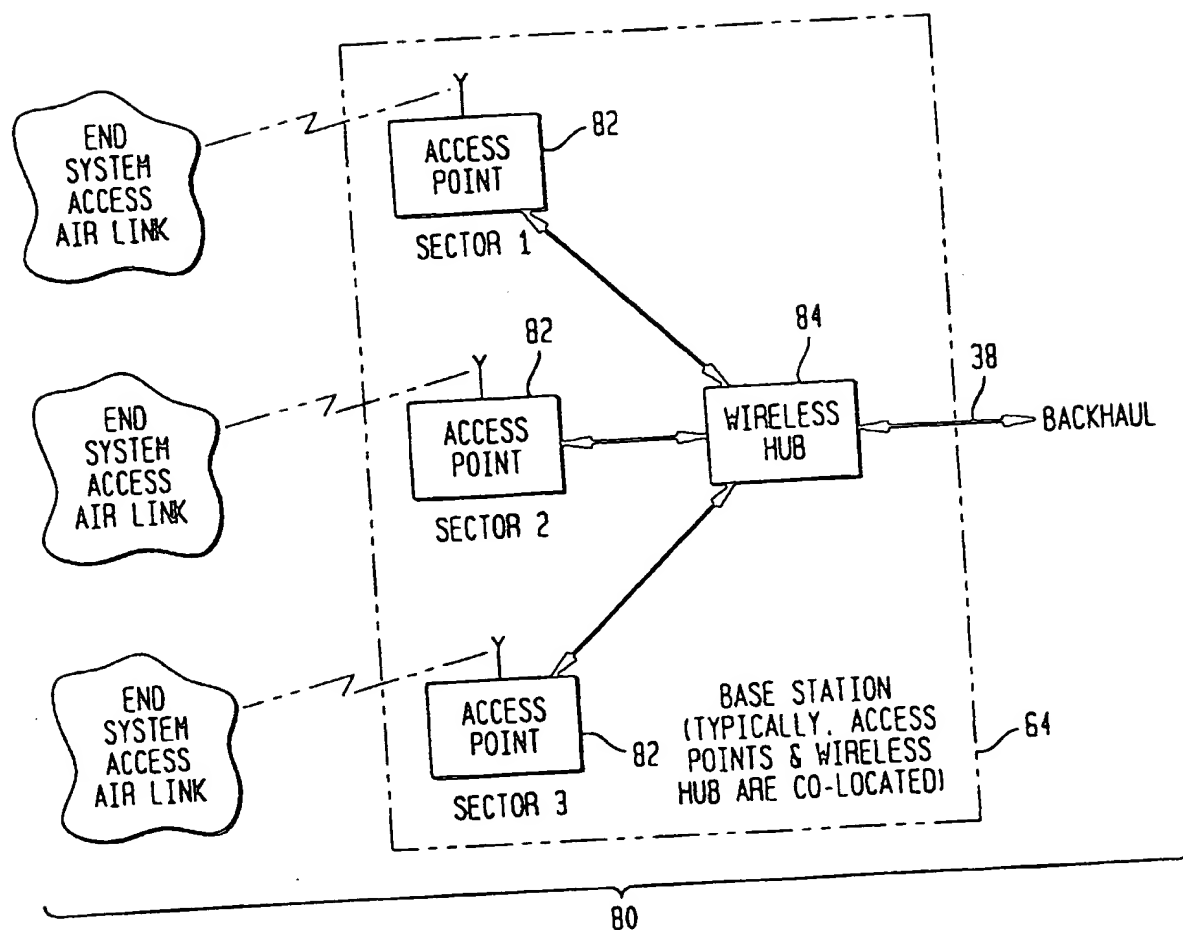 END
SYSTEM
ACCESS
AIR LINK
ACCESS
POINT
82
SECTOR 1
END
SYSTEM
ACCESS
AIR LINK
ACCESS
POINT
82
SECTOR 2
WIRELESS
HUB
84
38
BACKHAUL
END
SYSTEM
ACCESS
AIR LINK
ACCESS
POINT
82
SECTOR 3
BASE STATION
(TYPICALLY, ACCESS
POINTS & WIRELESS
HUB ARE CO-LOCATED)
64
80